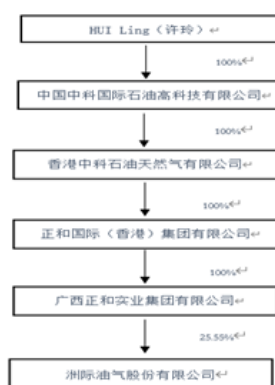 HUI Ling（许玲）↵
100%↵
中国中科国际石油高科技有限公司↵
100%↵
香港中科石油天然气有限公司↵
100%↵
正和国际（香港）集团有限公司↵
100%↵
广西正和实业集团有限公司↵
25.55%↵
洲际油气股份有限公司↵